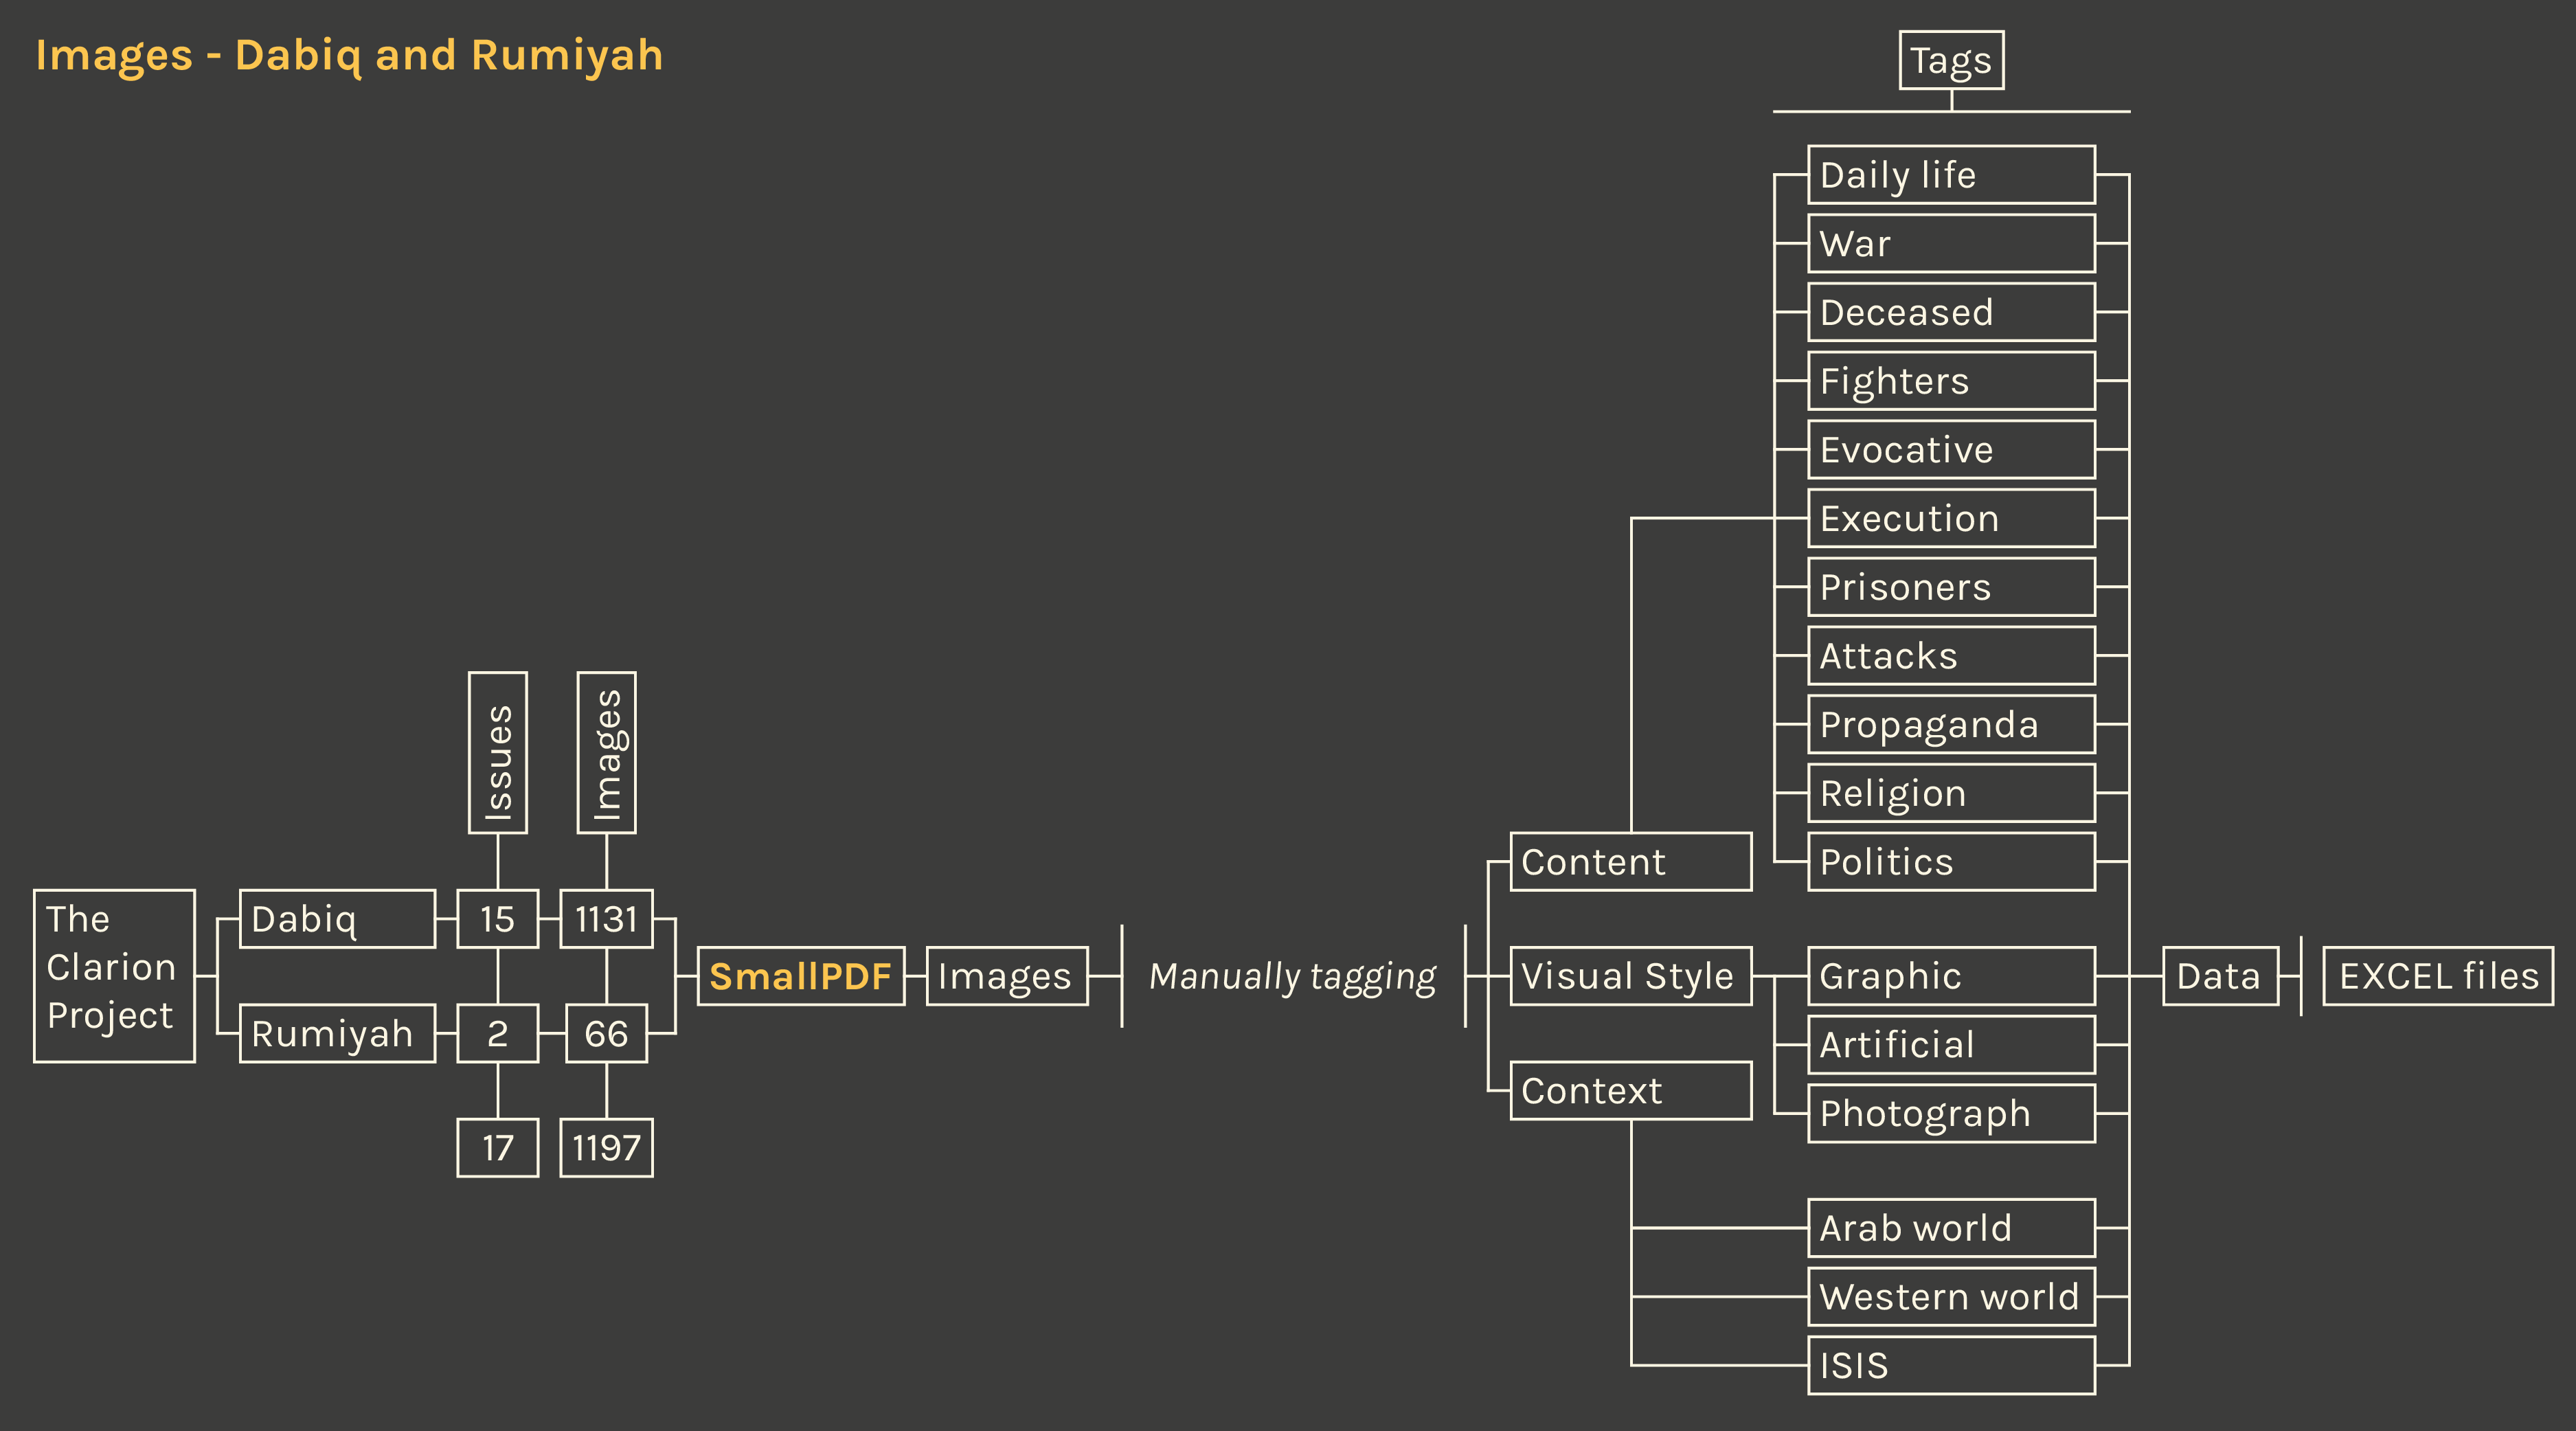 Images - Dabiq and Rumiyah
Tags
Daily life
War
Deceased
Fighters
Evocative
Execution
Prisoners
Attacks
Propaganda
Religion
Politics
Issues
Images
The
Clarion
Project
Dabiq
15
1131
Rumiyah
2
66
17
1197
SmallPDF
Images
Manually tagging
Content
Visual Style
Context
Graphic
Artificial
Photograph
Arab world
Western world
ISIS
Data
EXCEL files